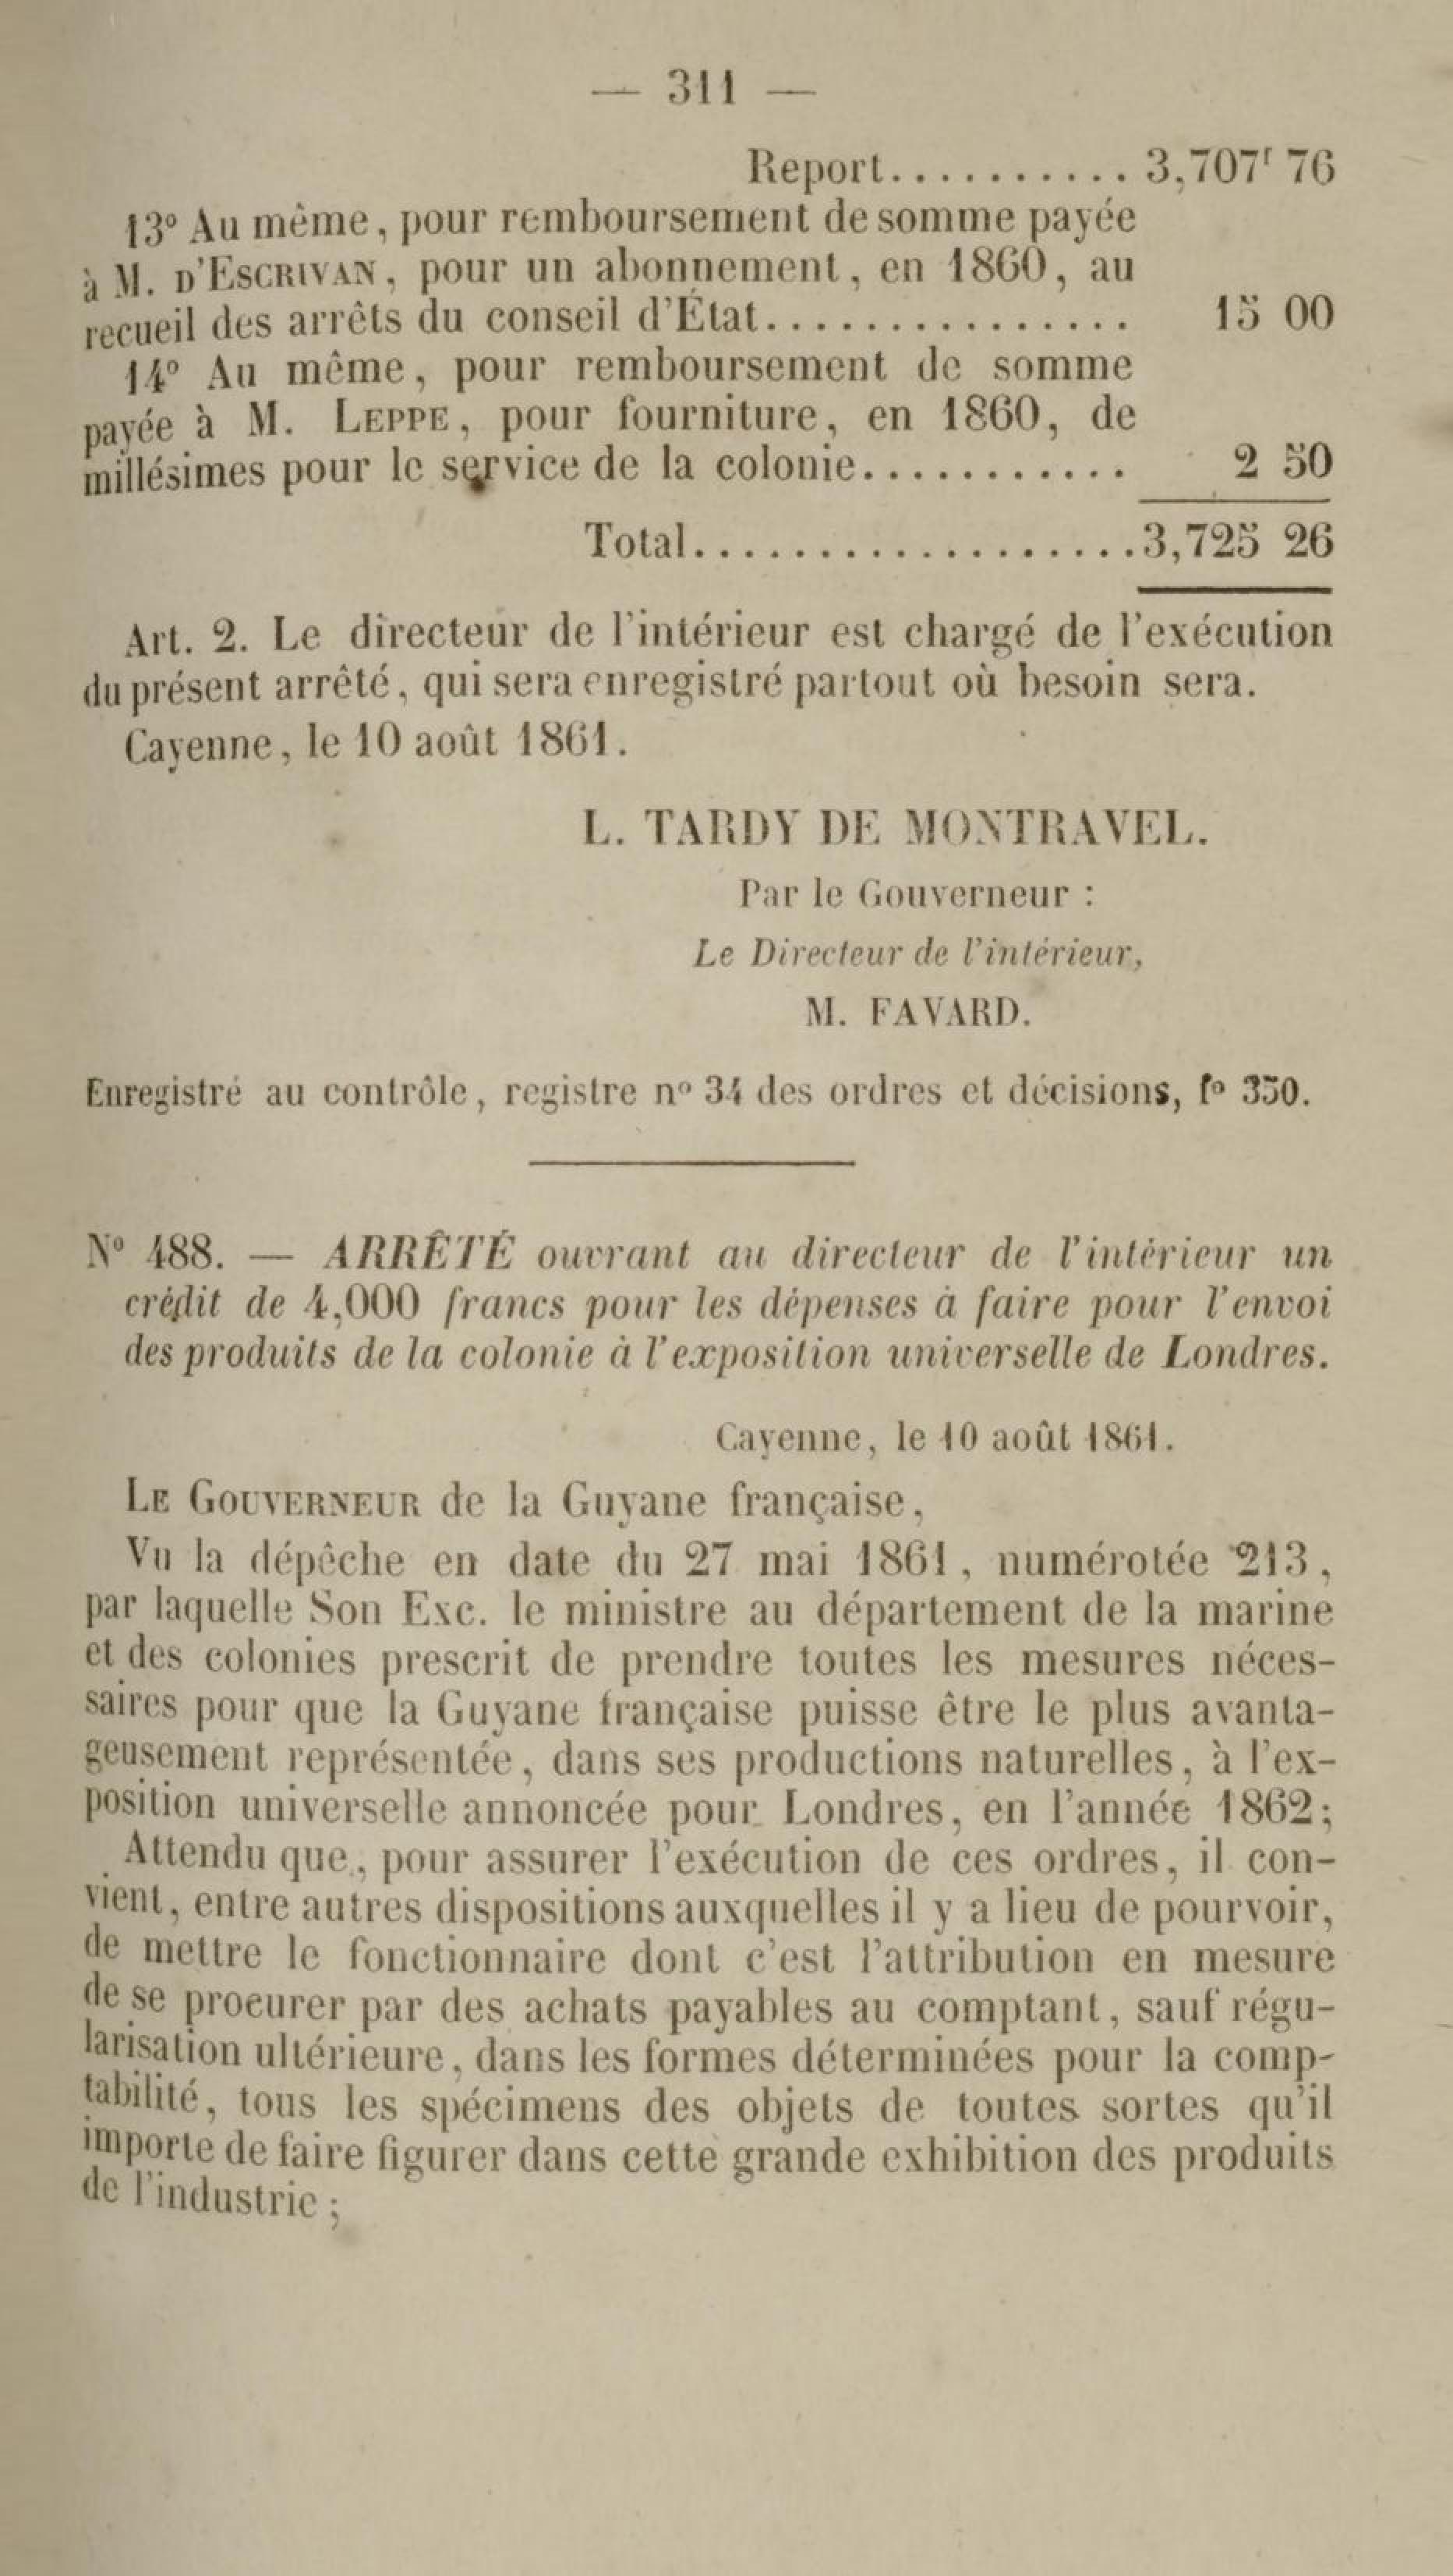 — 311 —
Report........... 3,707f 76
13° Au même, pour remboursement de somme payée
à M. D'ESCRIVAN, pour un abonnement, en 1860, au
recueil des arrêts du conseil d'État............... 15 00
14° Au même, pour remboursement de somme
payée à M. LEPPE, pour fourniture, en 1860, de
millésimes pour le service de la colonie........... 2 50
Total...................3,725 26
Art. 2. Le directeur de l'intérieur est chargé de l'exécution
du présent arrêté, qui sera enregistré partout où besoin sera.
Cayenne, le 10 août 1861.
L. TARDY DE MONTRAVEL.
Par le Gouverneur :
Le Directeur de l'intérieur,
M. FAVARD.
Enregistré au contrôle, registre n° 34 des ordres et décisions, f° 350.
N° 488. — ARRÊTÉ ouvrant au directeur de l'intérieur un
crédit de 4,000 francs pour les dépenses à faire pour l'envoi
des produits de la colonie à l'exposition universelle de Londres.
Cayenne, le 10 août 1861.
LE GOUVERNEUR de la Guyane française,
Vu la dépêche en date du 27 mai 1861, numérotée 213,
par laquelle Son Exc. le ministre au département de la marine
et des colonies prescrit de prendre toutes les mesures néces-
saires pour que la Guyane française puisse être le plus avanta-
geusement représentée, dans ses productions naturelles, à l'ex-
position universelle annoncée pour Londres, en l'année 1862;
Attendu que, pour assurer l'exécution de ces ordres, il con-
vient, entre autres dispositions auxquelles il y a lieu de pourvoir,
de mettre le fonctionnaire dont c'est l'attribution en mesure
de se procurer par des achats payables au comptant, sauf régu-
larisation ultérieure, dans les formes déterminées pour la comp-
tabilité, tous les spécimens des objets de toutes sortes qu'il
importe de faire figurer dans cette grande exhibition des produits
de l'industrie;